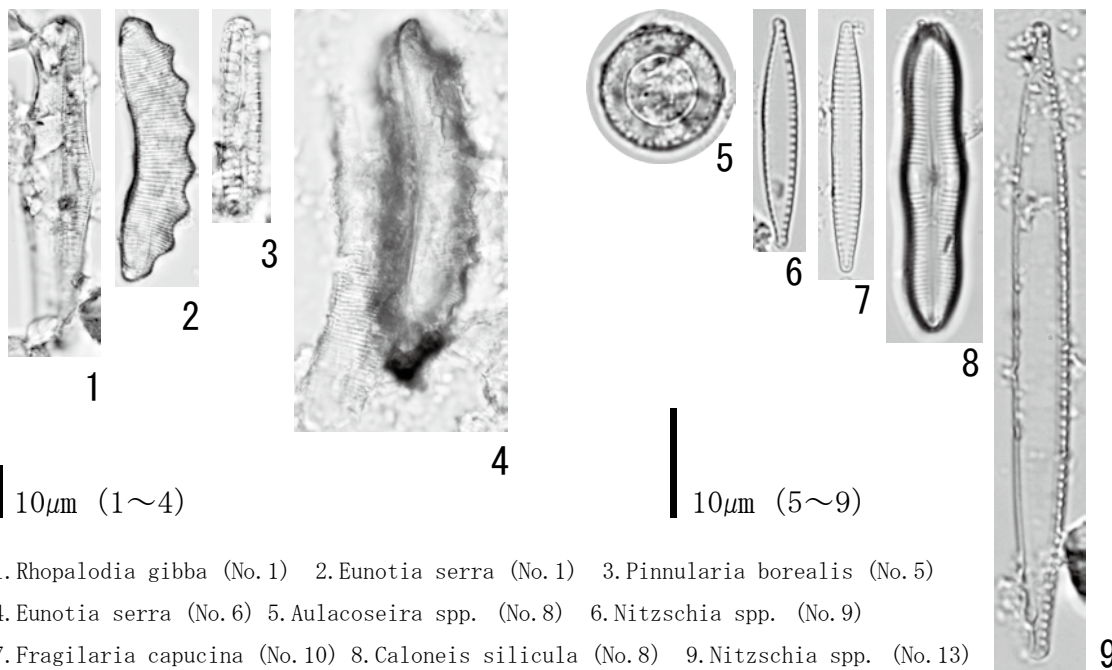 1
2
3
4
5
6
7
8
9
10μm (1～4)
10μm (5～9)
1.Rhopalodia gibba (No.1) 2.Eunotia serra (No.1) 3.Pinnularia borealis (No.5)
4.Eunotia serra (No.6) 5.Aulacoseira spp. (No.8) 6.Nitzschia spp. (No.9)
7.Fragilaria capucina (No.10) 8.Caloneis silicula (No.8) 9.Nitzschia spp. (No.13)